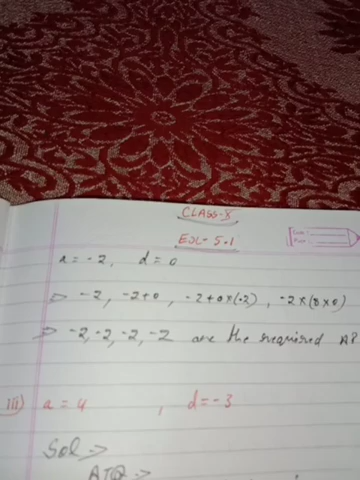 CLASS-X
EX- 5.1
a = -2, d = 0
⇒ -2, -2+0, -2+0×(2), -2×(3×0)
⇒ -2, -2, -2, -2 are the required AP
iii) a = 4, d = -3
Sol ->
ATQ ->